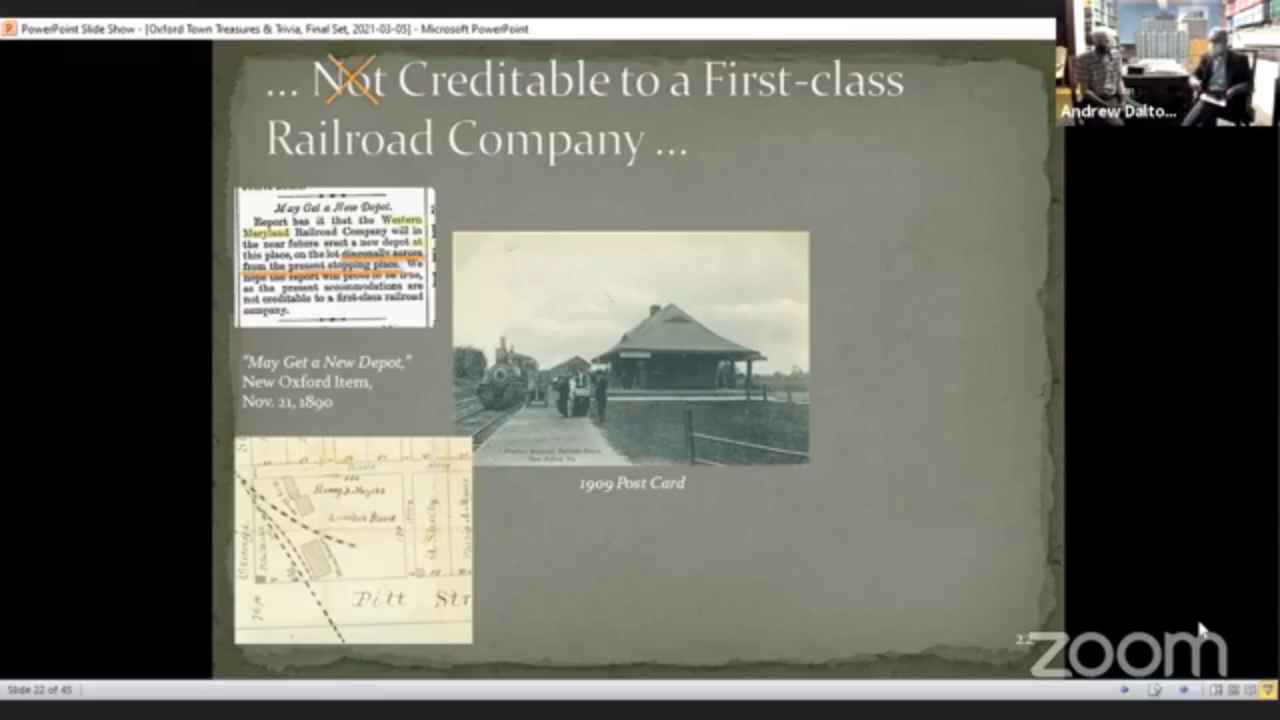 PowerPoint Slide Show - [Oxford Town Treasures & Trivia, Final Set, 2021-03-05] - Microsoft PowerPoint
Andrew Dalto...
... Not Creditable to a First-class
Railroad Company ...
May Get a New Depot.
Report has it that the Western
Maryland Railroad Company will in
the near future erect a new depot at
this place, on the lot diagonally across
from the present stopping place. We
hope the report will prove to be true,
as the present accommodations are
not creditable to a first-class railroad
company.
"May Get a New Depot,"
New Oxford Item,
Nov. 21, 1890
1909 Post Card
Pitt Str
22
zoom
Slide 22 of 45